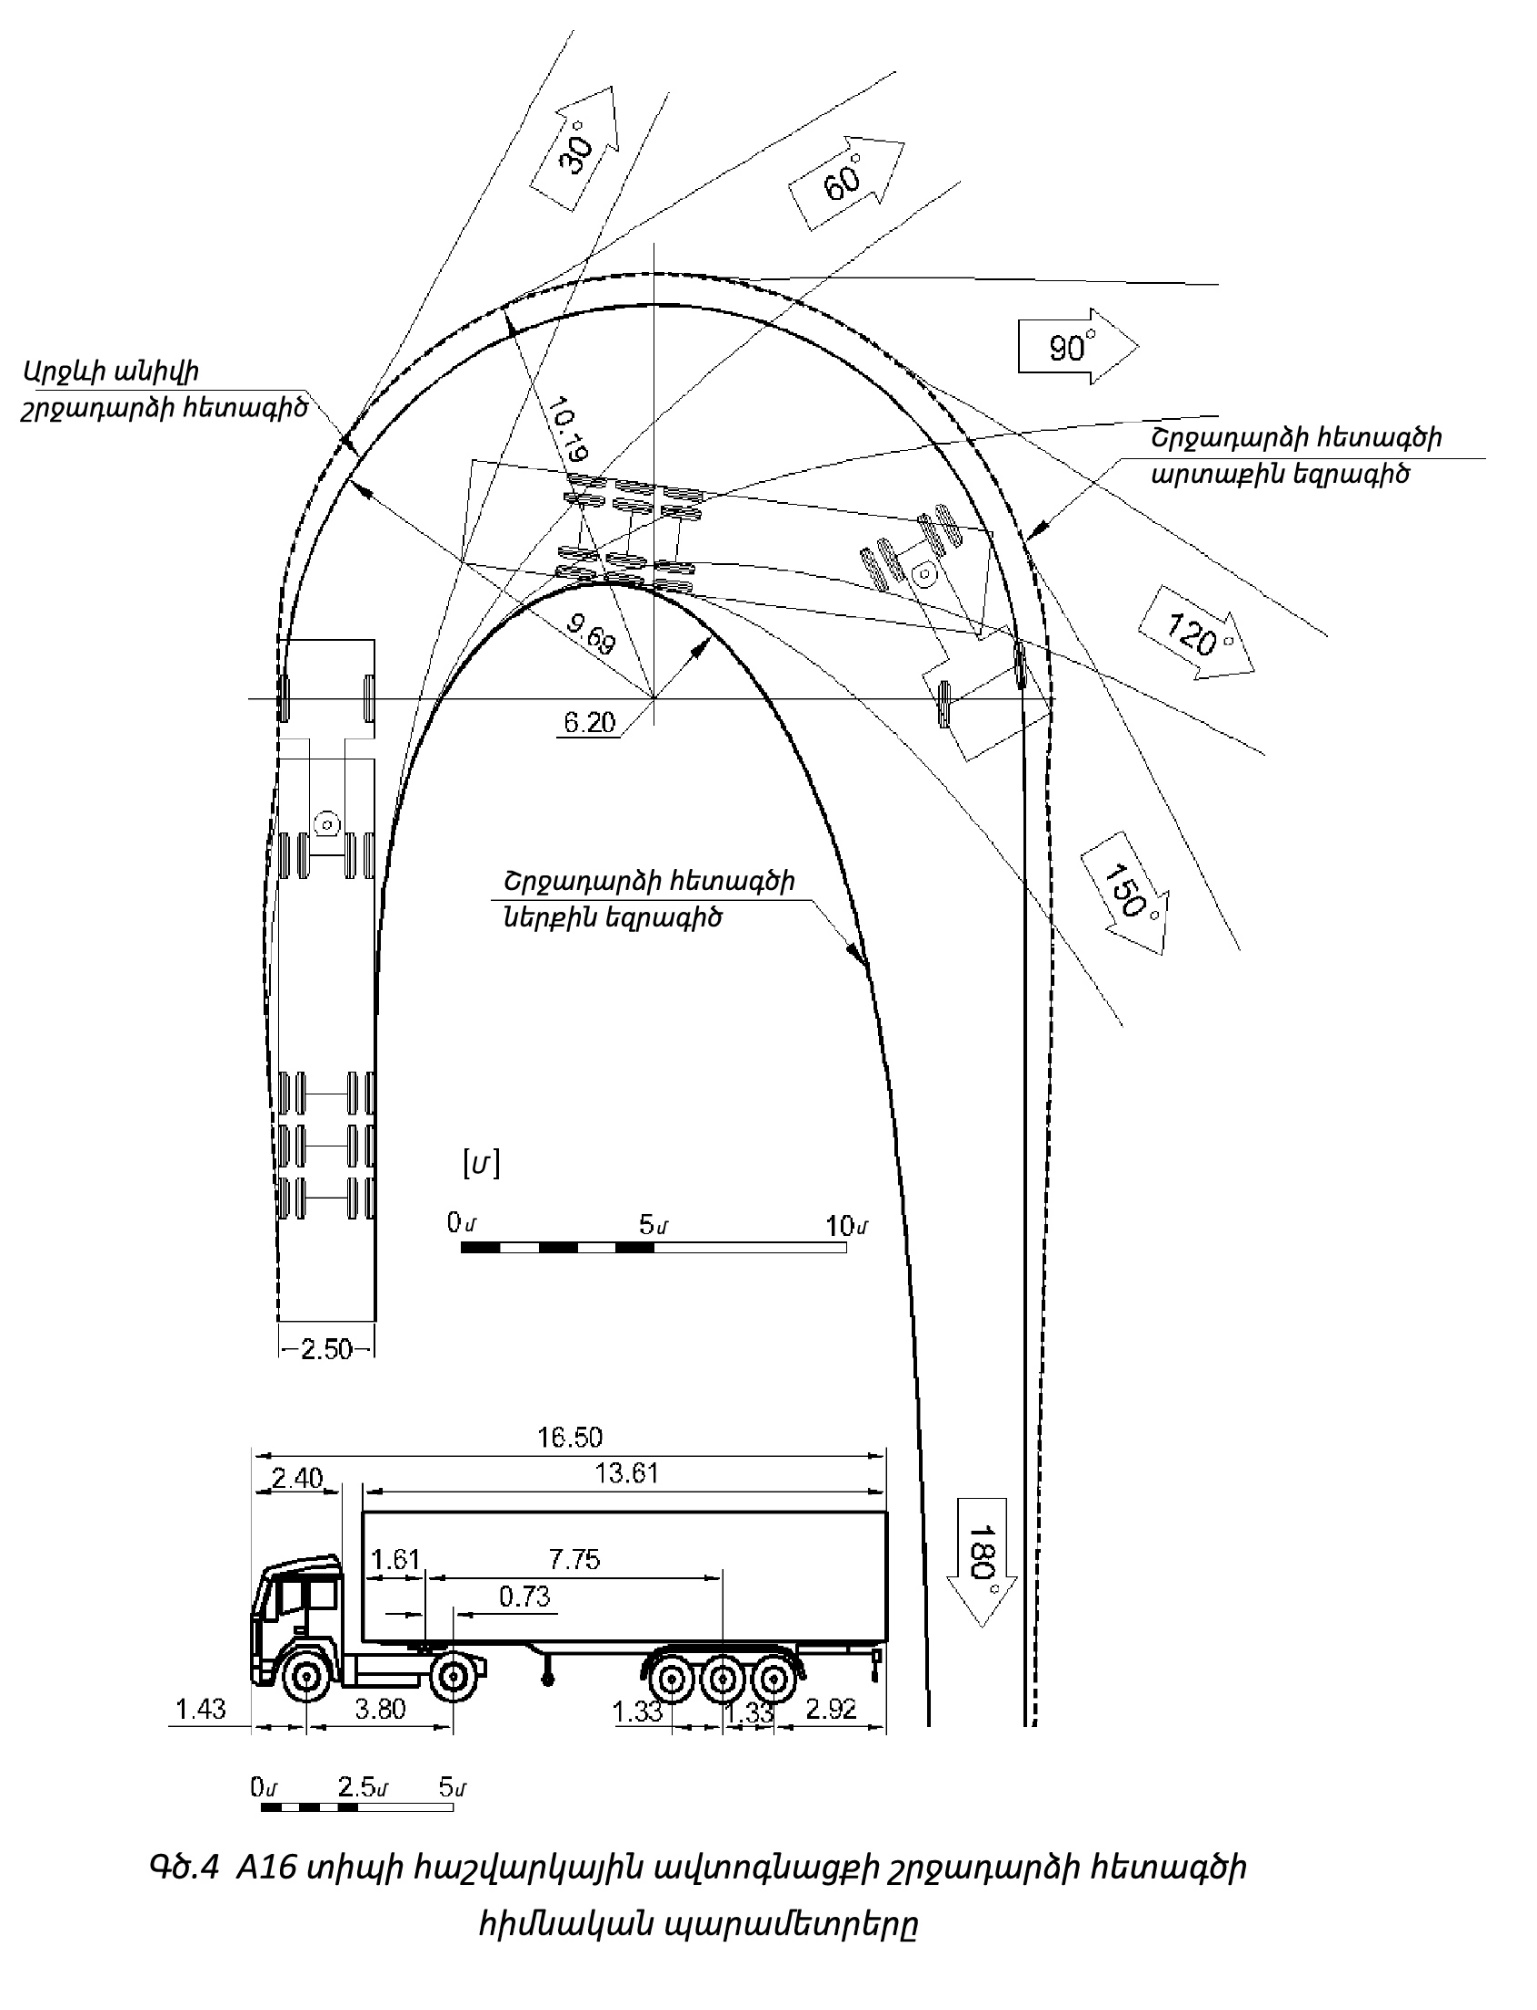 30°
60°
90°
Արջևի անիվի
շրջադարձի հետագիծ
10.19
Շրջադարձի հետագծի
արտաքին եզրագիծ
9.69
120°
6.20
150°
Շրջադարձի հետագծի
ներքին եզրագիծ
[մ]
0մ 5մ 10մ
2.50
16.50
2.40 13.61
180°
1.61 7.75
0.73
1.43 3.80 1.33 1.33 2.92
0մ 2.5մ 5մ
Գծ.4 A16 տիպի հաշվարկային ավտոգնացքի շրջադարձի հետագծի
հիմնական պարամետրերը